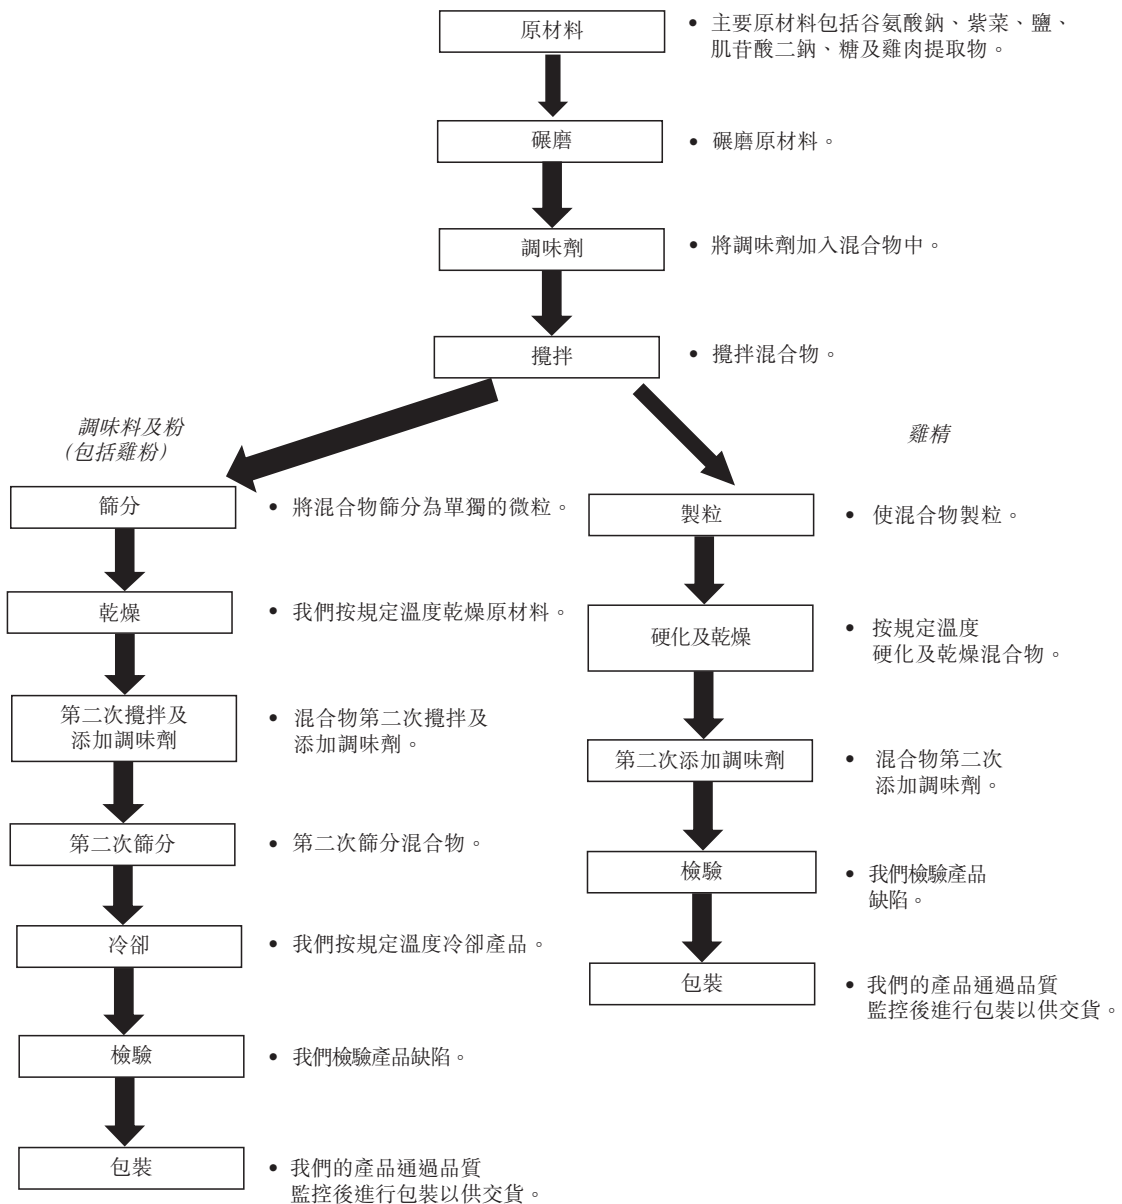 原材料
• 主要原材料包括谷氨酸鈉、紫菜、鹽、
肌苷酸二鈉、糖及雞肉提取物。
碾磨
• 碾磨原材料。
調味劑
• 將調味劑加入混合物中。
攪拌
• 攪拌混合物。
調味料及粉
(包括雞粉)
篩分
• 將混合物篩分為單獨的微粒。
乾燥
• 我們按規定溫度乾燥原材料。
第二次攪拌及
添加調味劑
• 混合物第二次攪拌及
添加調味劑。
第二次篩分
• 第二次篩分混合物。
冷卻
• 我們按規定溫度冷卻產品。
檢驗
• 我們檢驗產品缺陷。
包裝
• 我們的產品通過品質
監控後進行包裝以供交貨。
雞精
製粒
• 使混合物製粒。
硬化及乾燥
• 按規定溫度
硬化及乾燥混合物。
第二次添加調味劑
• 混合物第二次
添加調味劑。
檢驗
• 我們檢驗產品
缺陷。
包裝
• 我們的產品通過品質
監控後進行包裝以供交貨。